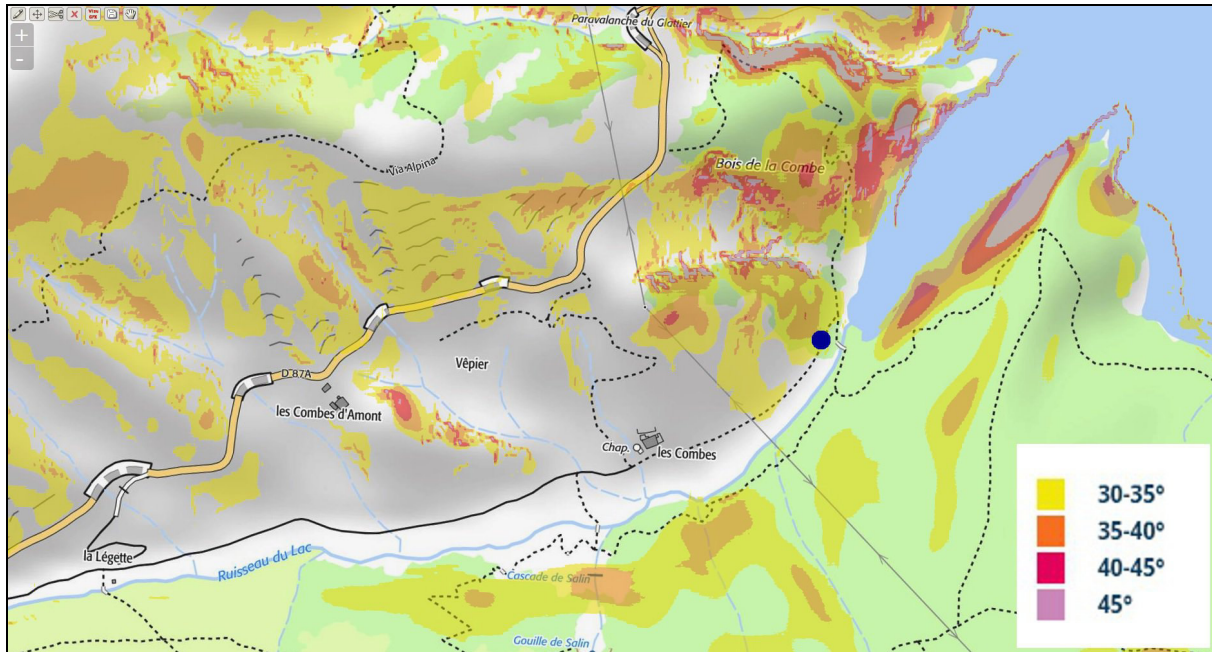 Paravalanche du Glattier
+
-
Bois de la Combe
Via Alpina
Vêpier
D 87A
les Combes d'Amont
Chap.
les Combes
la Légette
Ruisseau du Lac
Cascade de Salin
Gouille de Salin
30-35°
35-40°
40-45°
45°